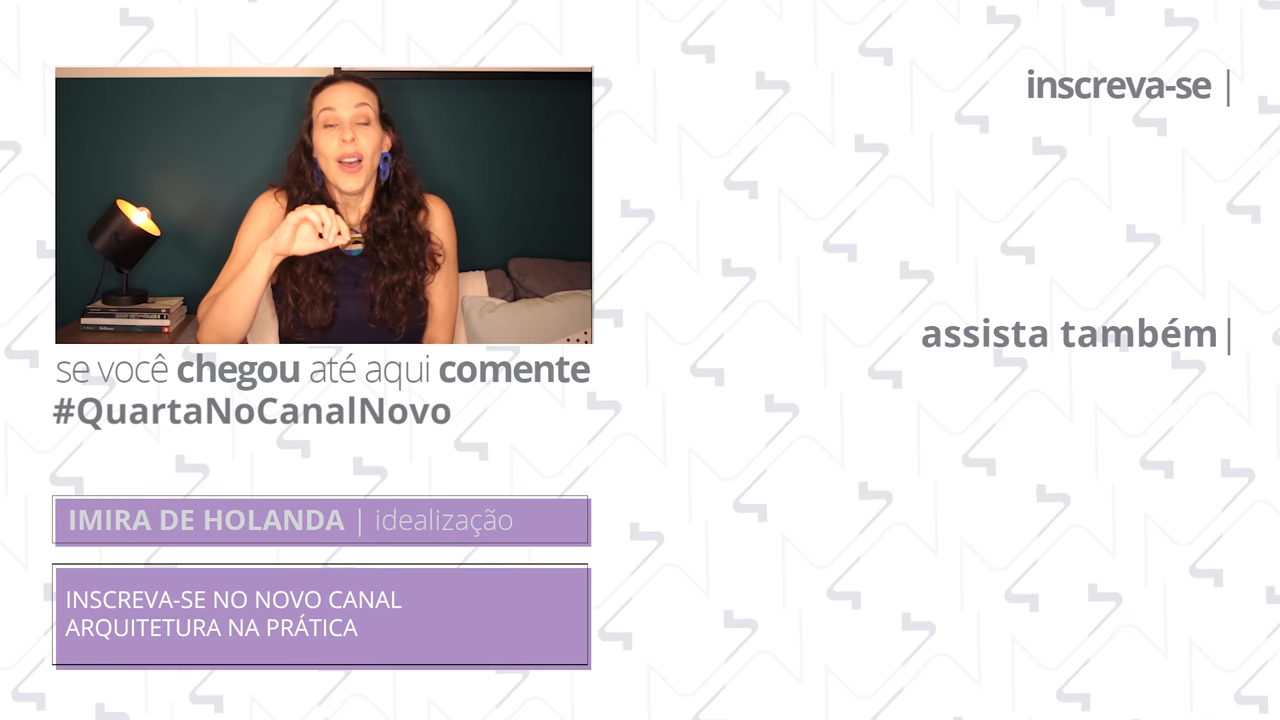 inscreva-se |
se você chegou até aqui comente
#QuartaNoCanalNovo
assista também|
IMIRA DE HOLANDA | idealização
INSCREVA-SE NO NOVO CANAL
ARQUITETURA NA PRÁTICA